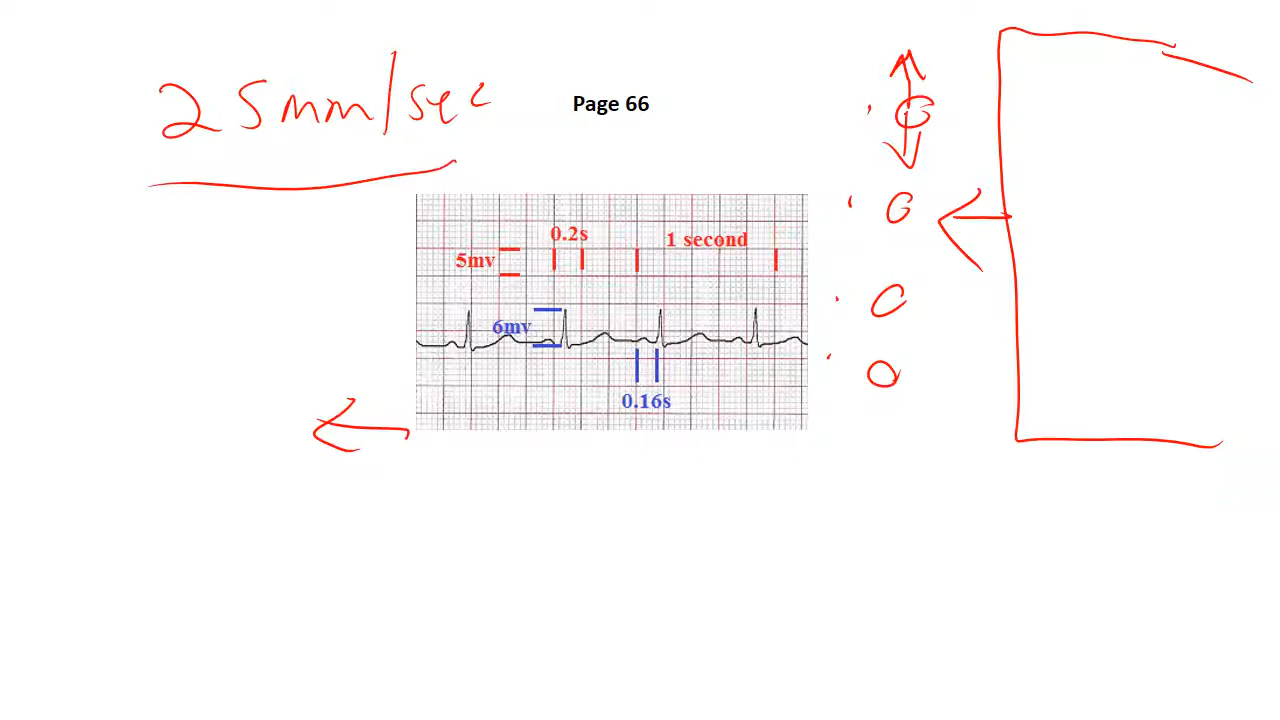 25mm/sec
Page 66
0.2s
1 second
5mv
6mv
0.16s